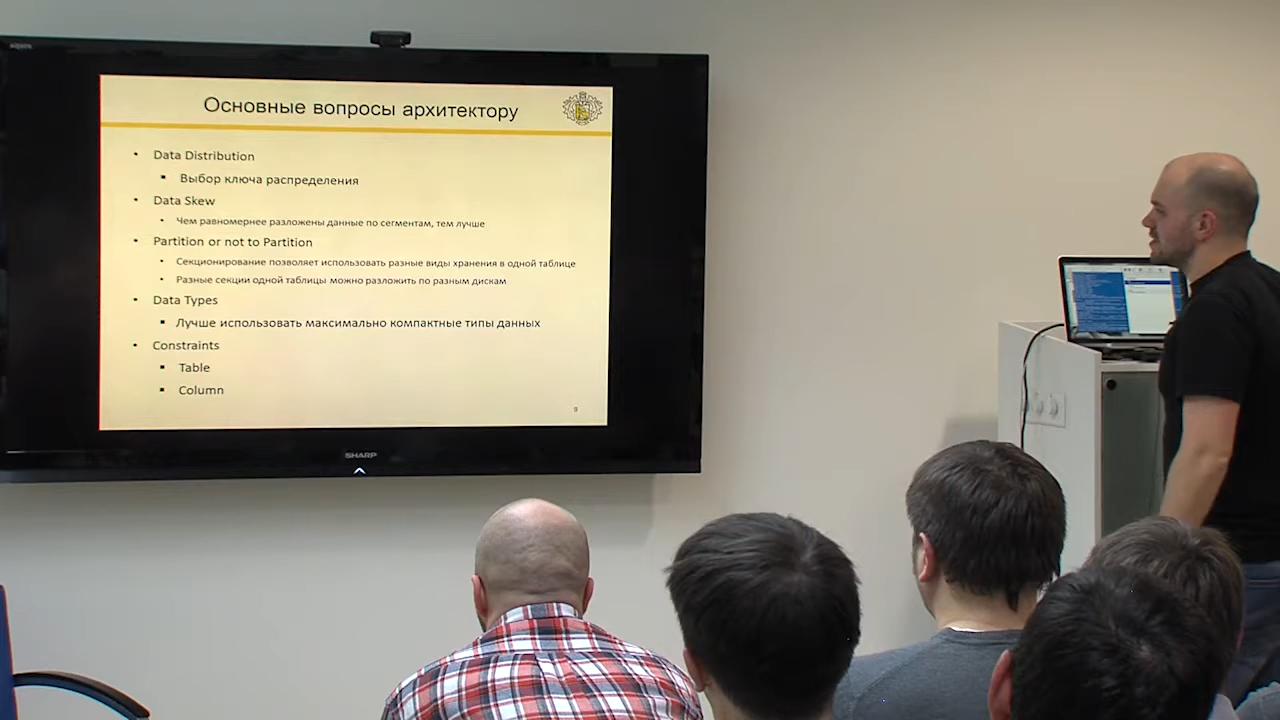 Основные вопросы архитектору
Data Distribution
Выбор ключа распределения
Data Skew
Чем равномернее разложены данные по сегментам, тем лучше
Partition or not to Partition
Секционирование позволяет использовать разные виды хранения в одной таблице
Разные секции одной таблицы можно разложить по разным дискам
Data Types
Лучше использовать максимально компактные типы данных
Constraints
Table
Column
9
SHARP